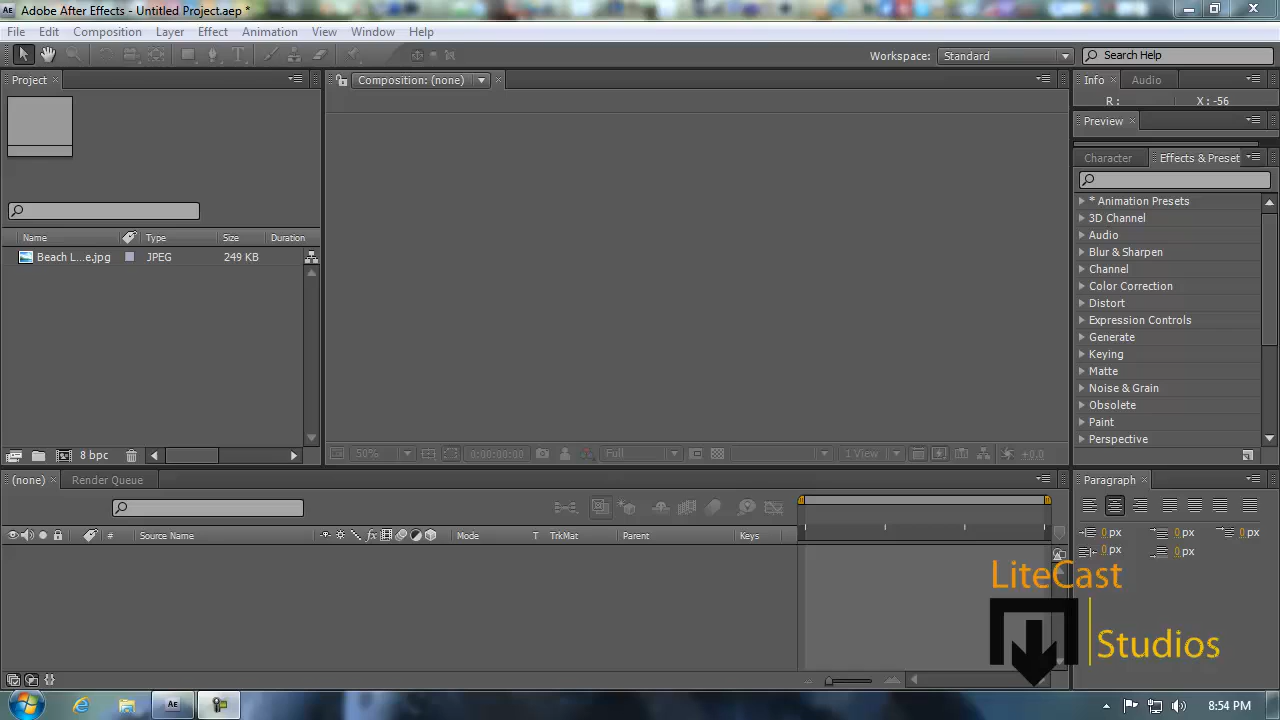 AE Adobe After Effects - Untitled Project.aep *
File Edit Composition Layer Effect Animation View Window Help
Workspace: Standard Search Help
Project Composition: (none) Info Audio
R : X : -56
Preview
Character Effects & Preset
* Animation Presets
3D Channel
Audio
Name Type Size Duration
Blur & Sharpen
Beach L...e.jpg JPEG 249 KB
Channel
Color Correction
Distort
Expression Controls
Generate
Keying
Matte
Noise & Grain
Obsolete
Paint
Perspective
8 bpc 50% 0:00:00:00 Full 1 View +0.0
(none) Render Queue Paragraph
# Source Name fx Mode T TrkMat Parent Keys
0 px 0 px 0 px
0 px 0 px
LiteCast
Studios
AE 8:54 PM